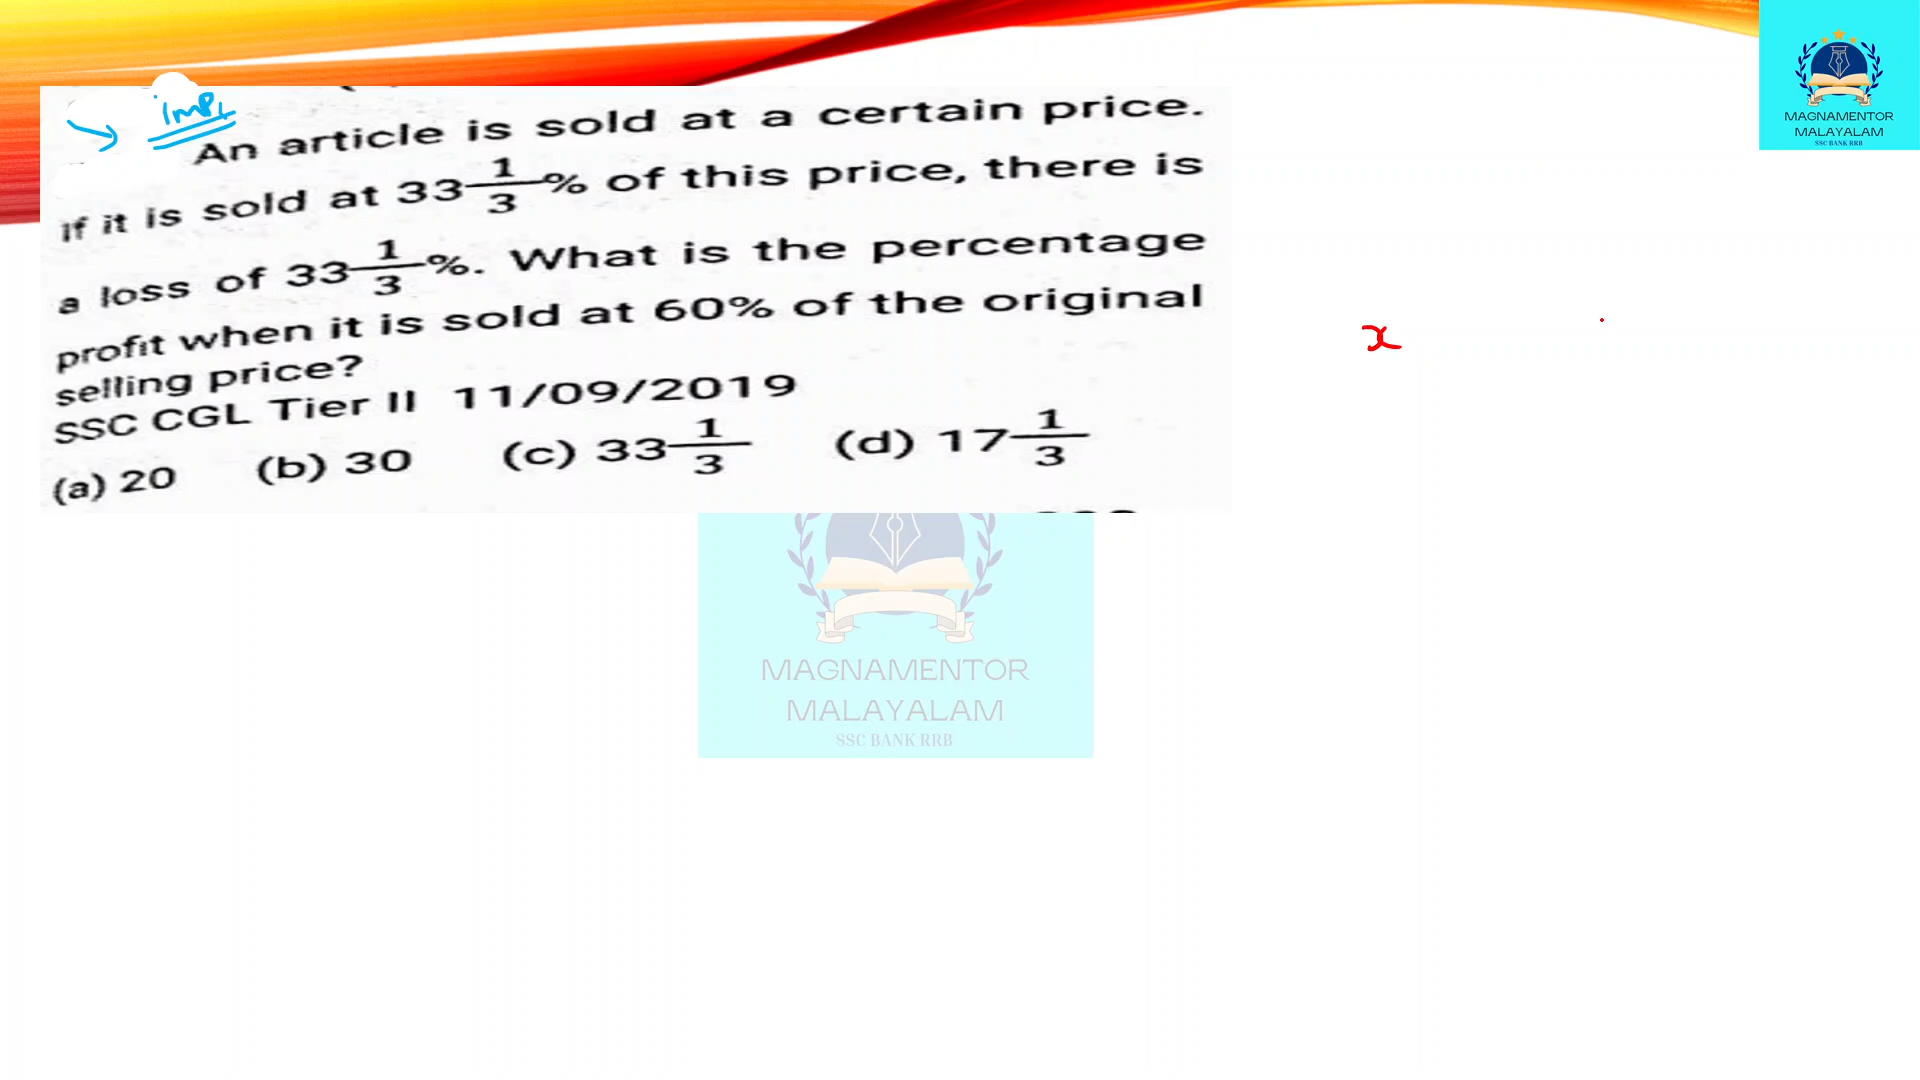 impt
An article is sold at a certain price.
If it is sold at 33 1/3 % of this price, there is
a loss of 33 1/3 %. What is the percentage
profit when it is sold at 60% of the original
selling price?
SSC CGL Tier II 11/09/2019
(a) 20 (b) 30 (c) 33 1/3 (d) 17 1/3
x
MAGNAMENTOR
MALAYALAM
SSC BANK RRB
MAGNAMENTOR
MALAYALAM
SSC BANK RRB